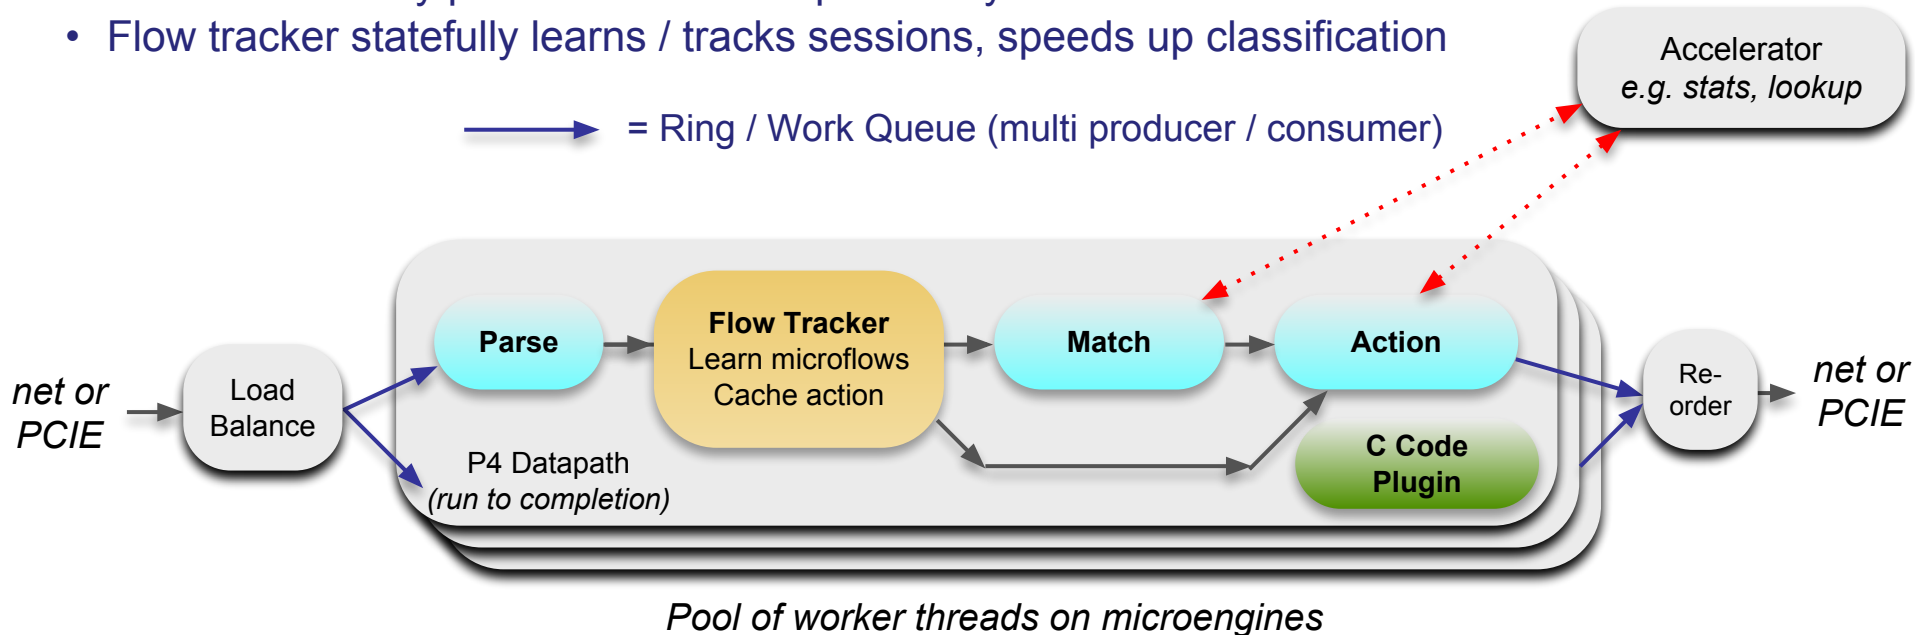 • Flow tracker statefully learns / tracks sessions, speeds up classification
Accelerator
e.g. stats, lookup
= Ring / Work Queue (multi producer / consumer)
Parse
Flow Tracker
Learn microflows
Cache action
Match
Action
net or
PCIE
Load
Balance
P4 Datapath
(run to completion)
C Code
Plugin
Re-
order
net or
PCIE
Pool of worker threads on microengines